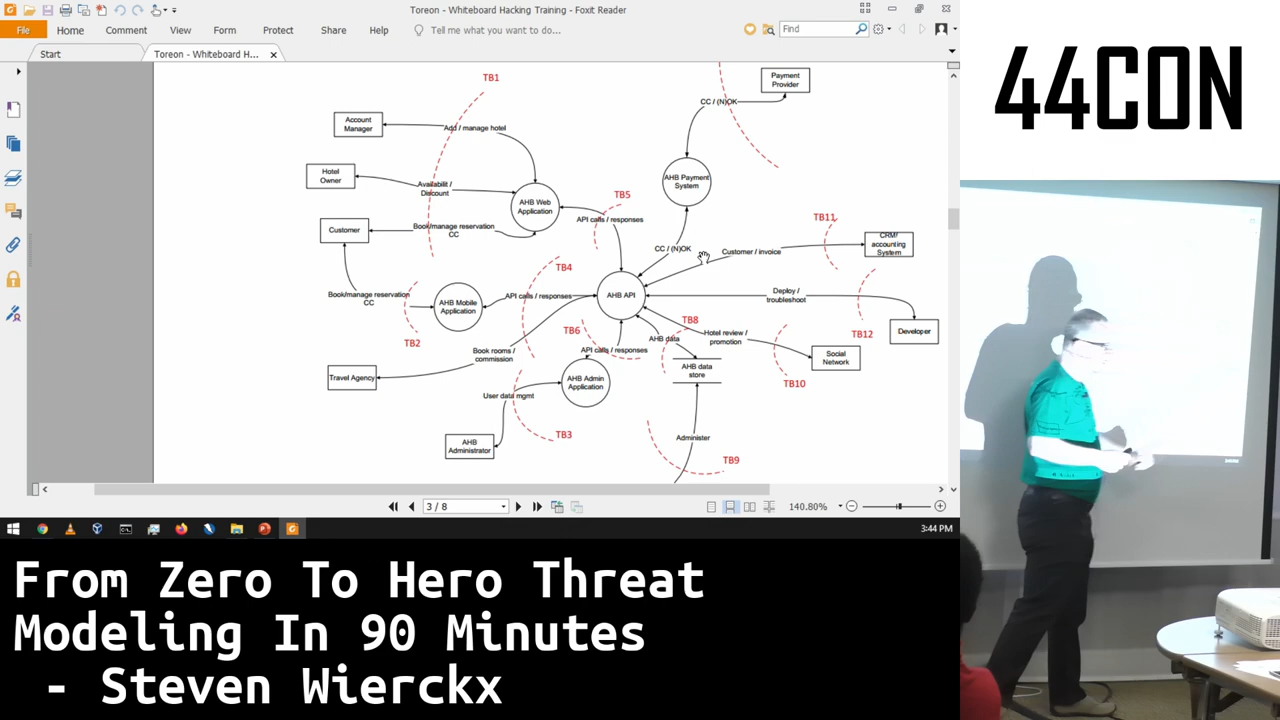 Toreon - Whiteboard Hacking Training - Foxit Reader
File
Home
Comment
View
Form
Protect
Share
Help
Tell me what you want to do...
Find
Start
Toreon - Whiteboard H...
TB1
Payment
Provider
CC / (N)OK
Account
Manager
Add / manage hotel
Hotel
Owner
Availabilit /
Discount
AHB Web
Application
AHB Payment
System
TB5
API calls / responses
Customer
Book/manage reservation
CC
TB11
CRM/
accounting
System
CC / (N)OK
Customer / invoice
TB4
Book/manage reservation
CC
AHB Mobile
Application
API calls / responses
AHB API
Deploy /
troubleshoot
Developer
TB12
TB2
TB6
TB8
Hotel review /
promotion
AHB data
Social
Network
Book rooms /
commission
API calls / responses
AHB data
store
Travel Agency
AHB Admin
Application
TB10
User data mgmt
TB3
AHB
Administrator
Administer
TB9
3 / 8
140.80%
3:44 PM
44CON
From Zero To Hero Threat
Modeling In 90 Minutes
- Steven Wierckx